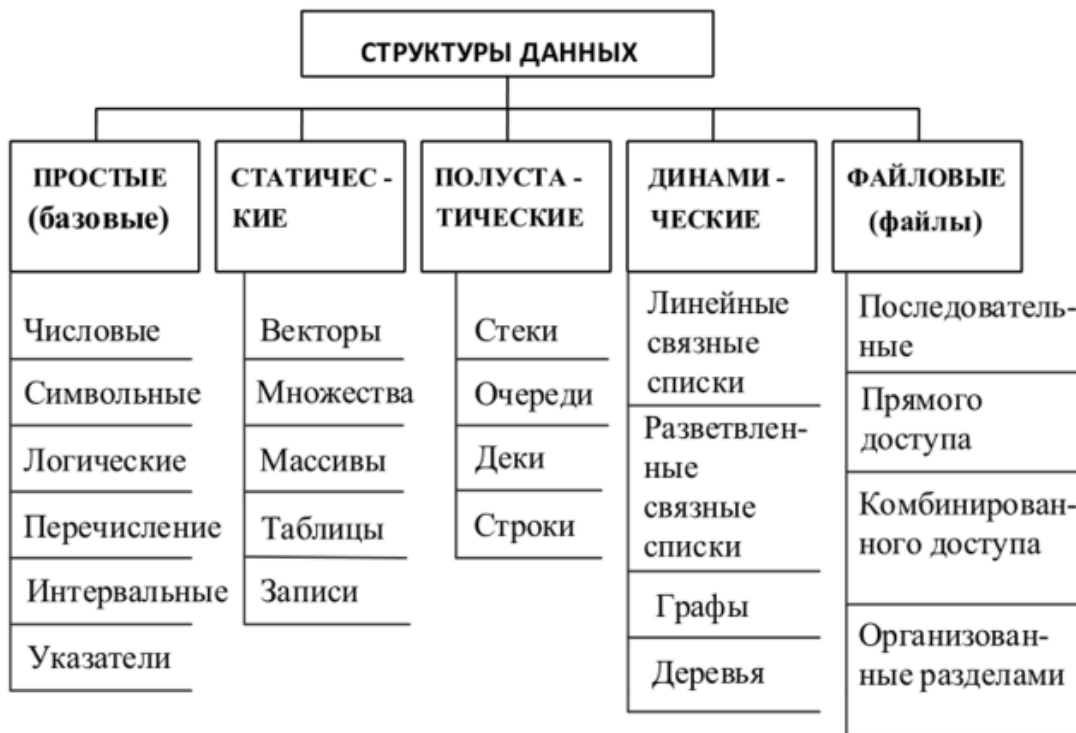 СТРУКТУРЫ ДАННЫХ
ПРОСТЫЕ
(базовые)
Числовые
Символьные
Логические
Перечисление
Интервальные
Указатели
СТАТИЧЕС -
КИЕ
Векторы
Множества
Массивы
Таблицы
Записи
ПОЛУСТА -
ТИЧЕСКИЕ
Стеки
Очереди
Деки
Строки
ДИНАМИ -
ЧЕСКИЕ
Линейные
связные
списки
Разветвлен-
ные
связные
списки
Графы
Деревья
ФАЙЛОВЫЕ
(файлы)
Последователь-
ные
Прямого
доступа
Комбинирован-
ного доступа
Организован-
ные разделами